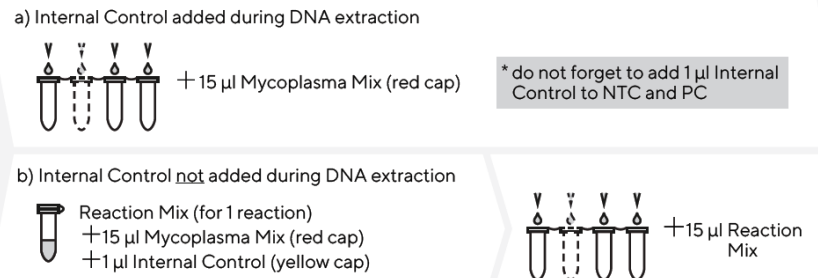 a) Internal Control added during DNA extraction
+15 µl Mycoplasma Mix (red cap)
* do not forget to add 1 µl Internal
Control to NTC and PC
b) Internal Control not added during DNA extraction
Reaction Mix (for 1 reaction)
+15 µl Mycoplasma Mix (red cap)
+1 µl Internal Control (yellow cap)
+15 µl Reaction
Mix